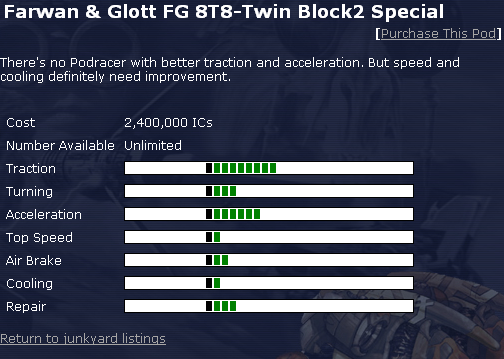 Farwan & Glott FG 8T8-Twin Block2 Special
[Purchase This Pod]
There's no Podracer with better traction and acceleration. But speed and
cooling definitely need improvement.
Cost 2,400,000 ICs
Number Available Unlimited
Traction
Turning
Acceleration
Top Speed
Air Brake
Cooling
Repair
Return to junkyard listings